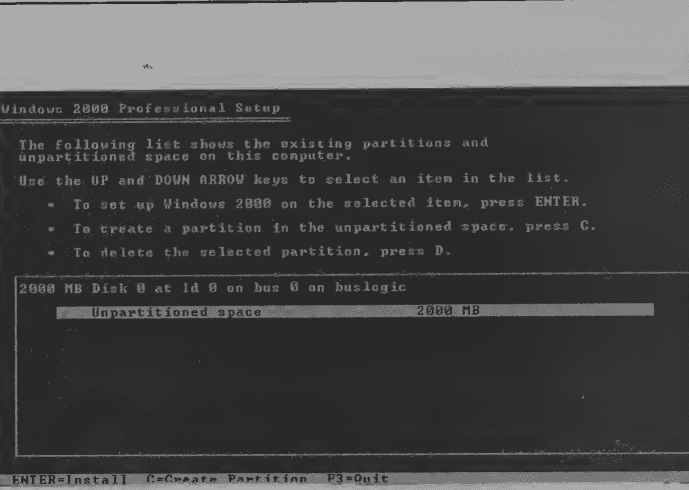 Windows 2000 Professional Setup
The following list shows the existing partitions and
unpartitioned space on this computer.
Use the UP and DOWN ARROW keys to select an item in the list.
• To set up Windows 2000 on the selected item, press ENTER.
• To create a partition in the unpartitioned space, press C.
• To delete the selected partition, press D.
2000 MB Disk 0 at Id 0 on bus 0 on buslogic
Unpartitioned space 2000 MB
ENTER=Install C=Create Partition F3=Quit